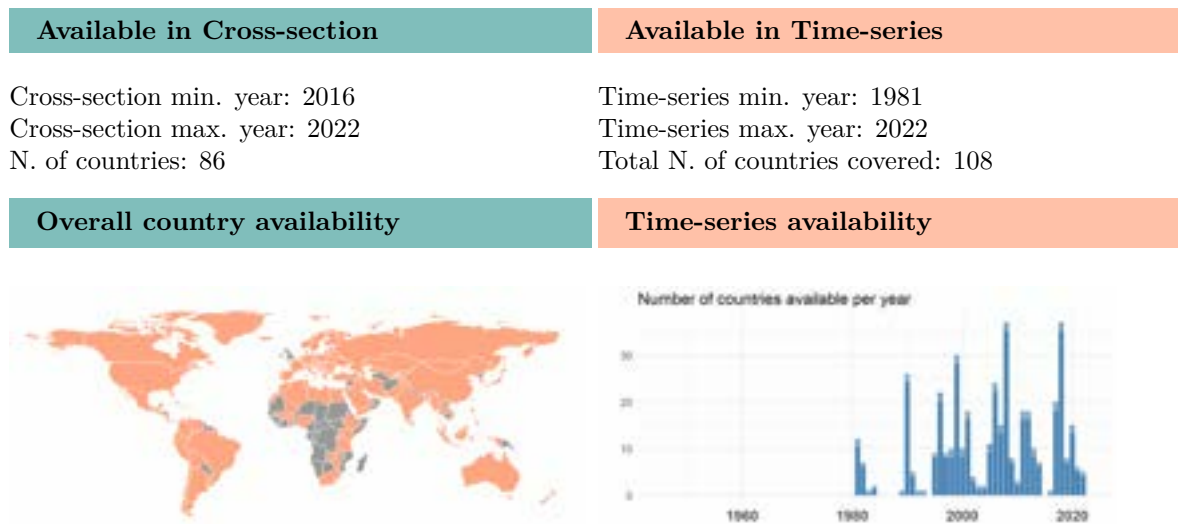 Available in Cross-section
Available in Time-series
Cross-section min. year: 2016
Cross-section max. year: 2022
N. of countries: 86
Time-series min. year: 1981
Time-series max. year: 2022
Total N. of countries covered: 108
Overall country availability
Time-series availability
Number of countries available per year
30
20
10
0
1960
1980
2000
2020